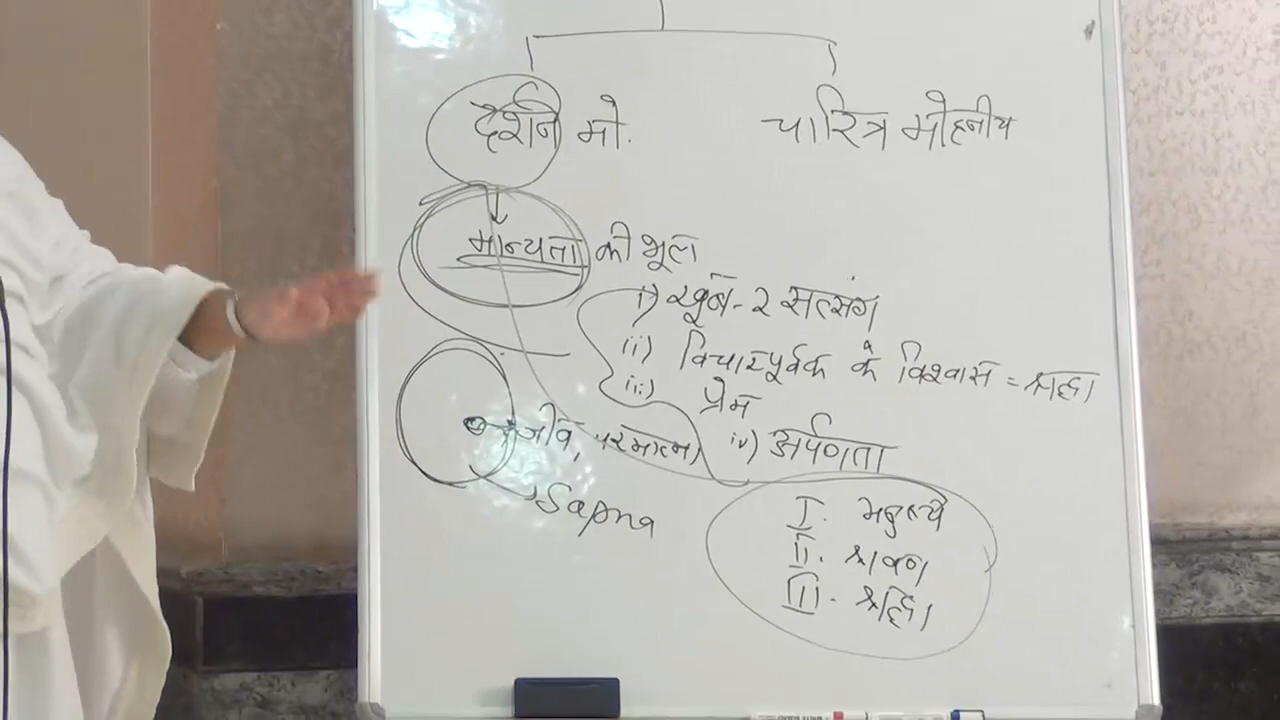 दर्शन मो. चारित्र मोहनीय
मान्यता की भूल
i) खूब-२ सत्संग
ii) विचारपूर्वक के विश्वास = श्रद्धा
iii) प्रेम
जीव, परमात्मा iv) अर्पणता
Sapna
I. मनुष्य
II. श्रवण
III. श्रद्धा